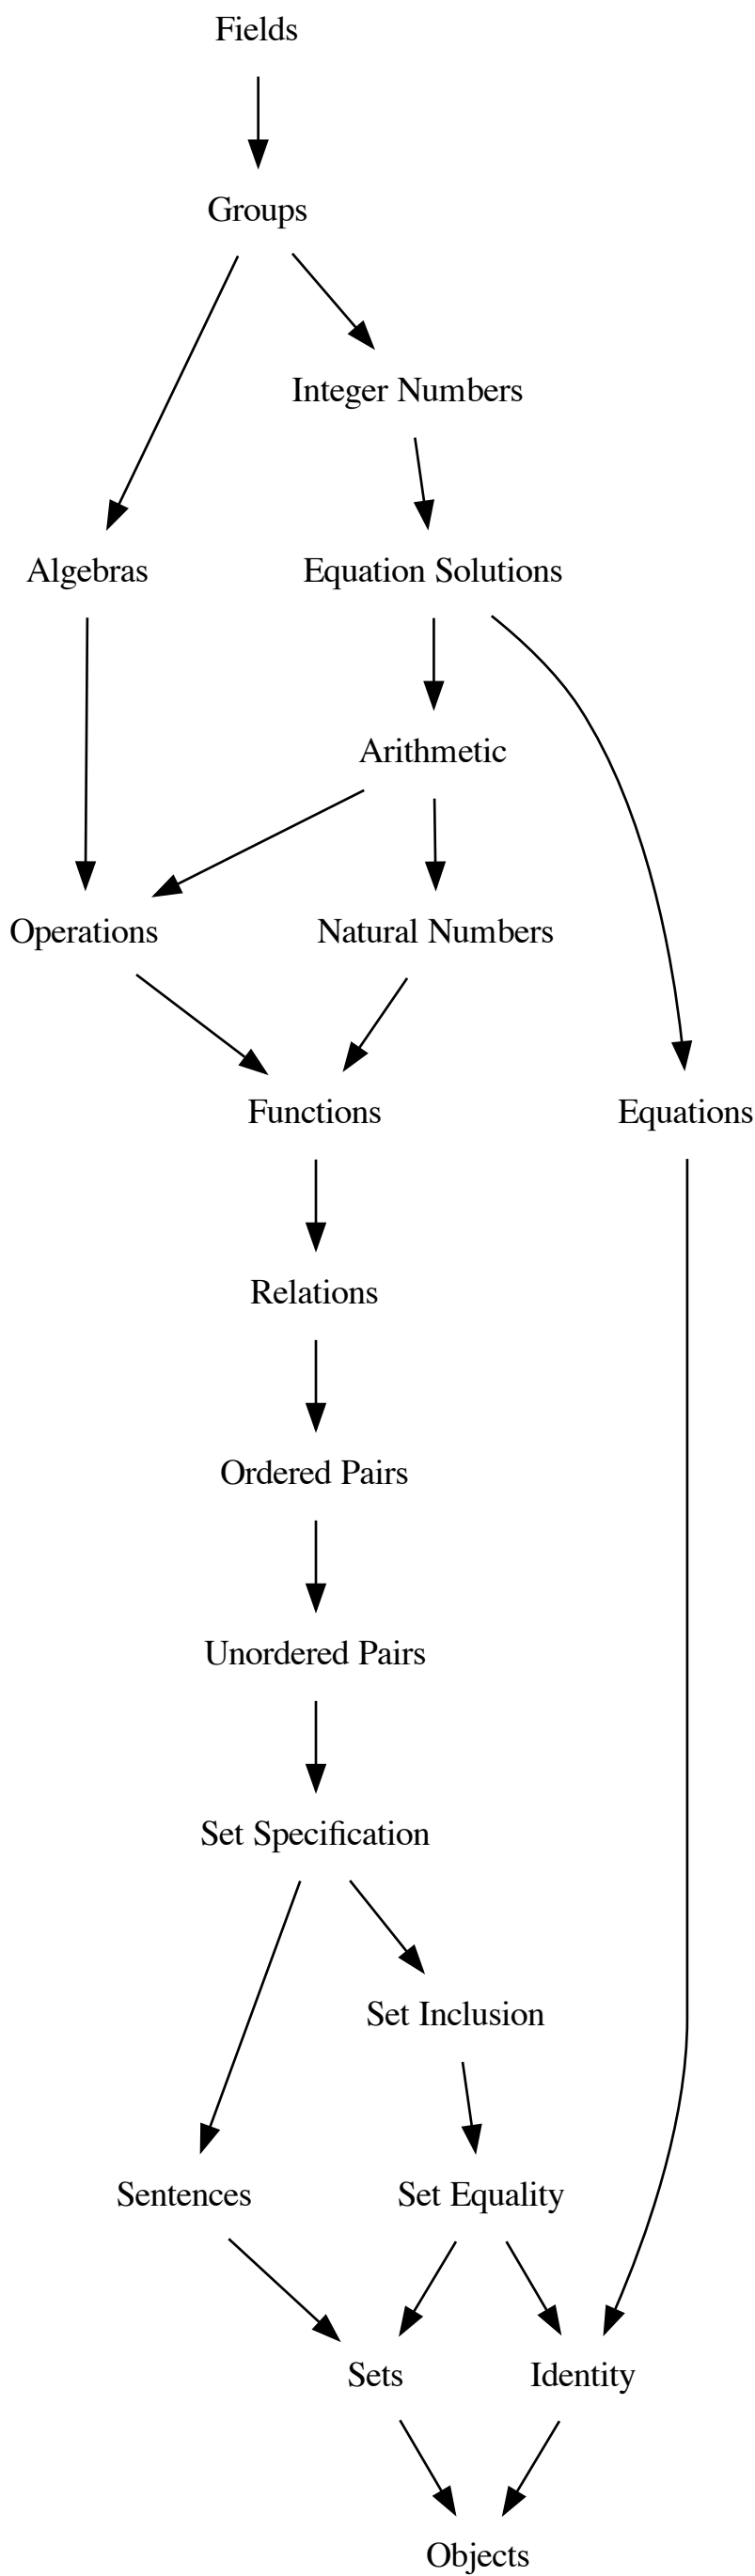 Fields
Groups
Integer Numbers
Algebras
Equation Solutions
Arithmetic
Operations
Natural Numbers
Functions
Equations
Relations
Ordered Pairs
Unordered Pairs
Set Specification
Set Inclusion
Sentences
Set Equality
Sets
Identity
Objects